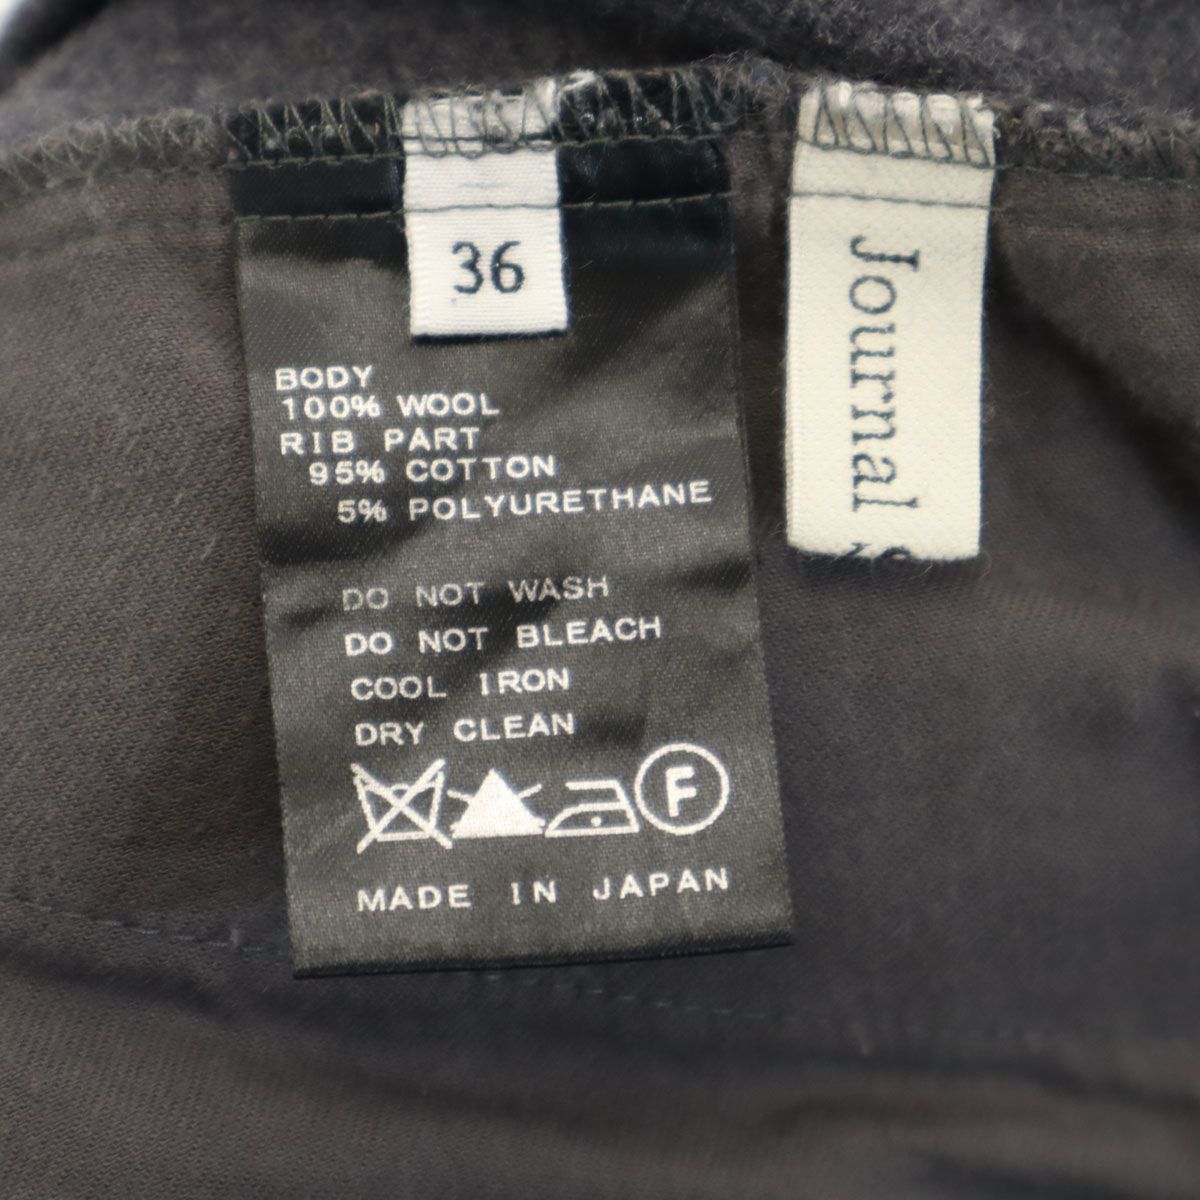 36
BODY
100% WOOL
RIB PART
95% COTTON
5% POLYURETHANE
DO NOT WASH
DO NOT BLEACH
COOL IRON
DRY CLEAN
F
MADE IN JAPAN
Journal